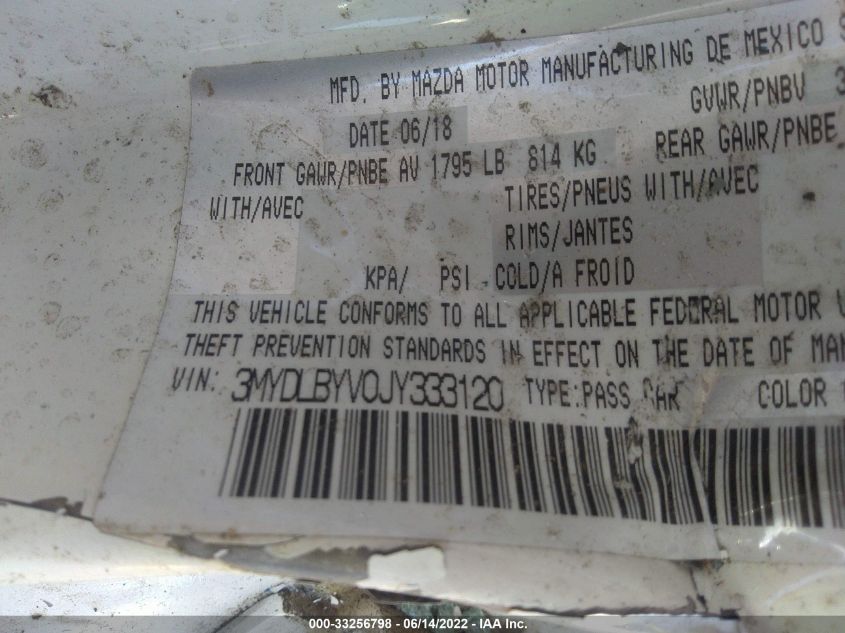 MFD. BY MAZDA MOTOR MANUFACTURING DE MEXICO S
DATE 06/18 GVWR/PNBV 3
FRONT GAWR/PNBE AV 1795 LB 814 KG REAR GAWR/PNBE
WITH/AVEC TIRES/PNEUS WITH/AVEC
RIMS/JANTES
KPA/ PSI COLD/A FROID
THIS VEHICLE CONFORMS TO ALL APPLICABLE FEDERAL MOTOR V
THEFT PREVENTION STANDARDS IN EFFECT ON THE DATE OF MAN
VIN: 3MYDLBYV0JY333120 TYPE:PASS CAR COLOR
000-33256798 - 06/14/2022 - IAA Inc.